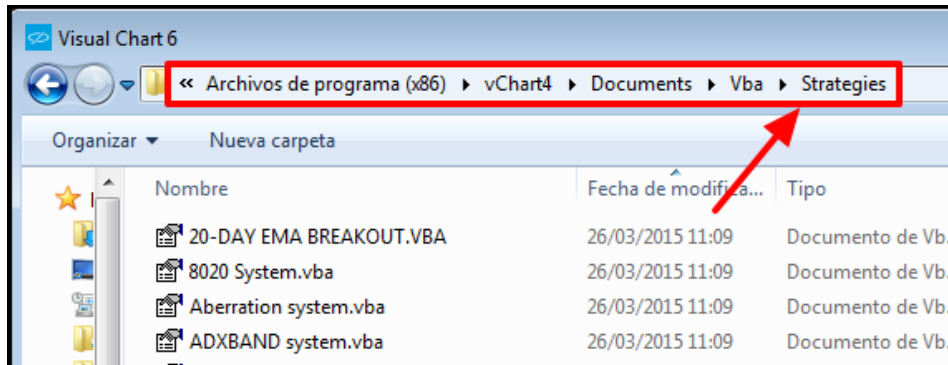 Visual Chart 6
« Archivos de programa (x86) ▸ vChart4 ▸ Documents ▸ Vba ▸ Strategies
Organizar ▾ Nueva carpeta
Nombre Fecha de modifica... Tipo
20-DAY EMA BREAKOUT.VBA 26/03/2015 11:09 Documento de Vb.
8020 System.vba 26/03/2015 11:09 Documento de Vb.
Aberration system.vba 26/03/2015 11:09 Documento de Vb.
ADXBAND system.vba 26/03/2015 11:09 Documento de Vb.